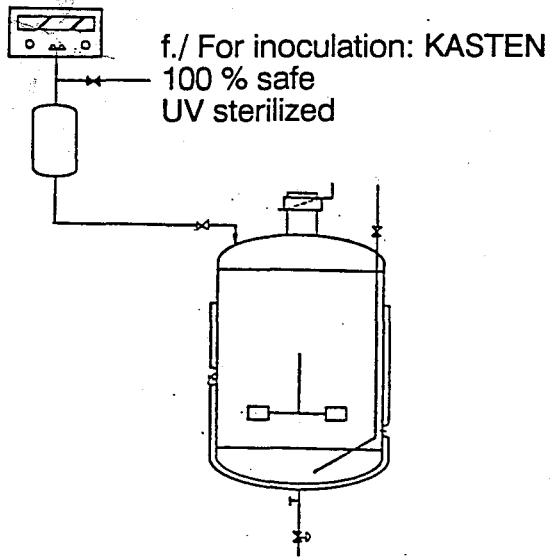 f./ For inoculation: KASTEN
100 % safe
UV sterilized